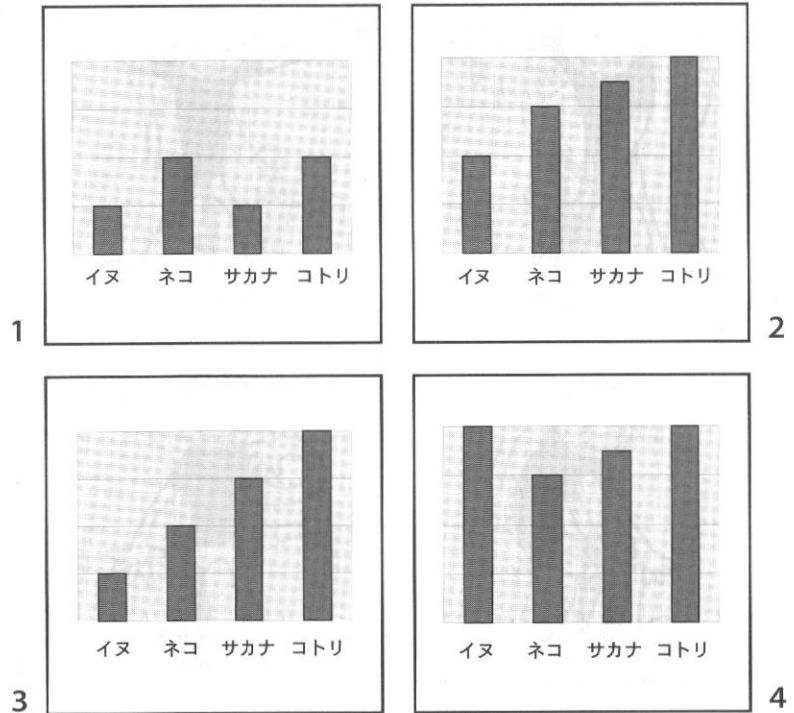 イヌ ネコ サカナ コトリ
1
イヌ ネコ サカナ コトリ
2
イヌ ネコ サカナ コトリ
3
イヌ ネコ サカナ コトリ
4